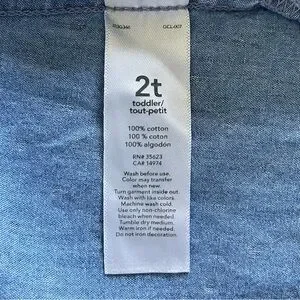 GEL-007
2t
toddler/
tout-petit
100% cotton
100 % coton
100% algodón
RN# 35623
CA# 14974
Wash before use.
Color may transfer
when new.
Turn garment inside out.
Wash with like colors.
Machine wash cold.
Use only non-chlorine
bleach when needed.
Tumble dry medium.
Warm iron if needed.
Do not iron decoration.